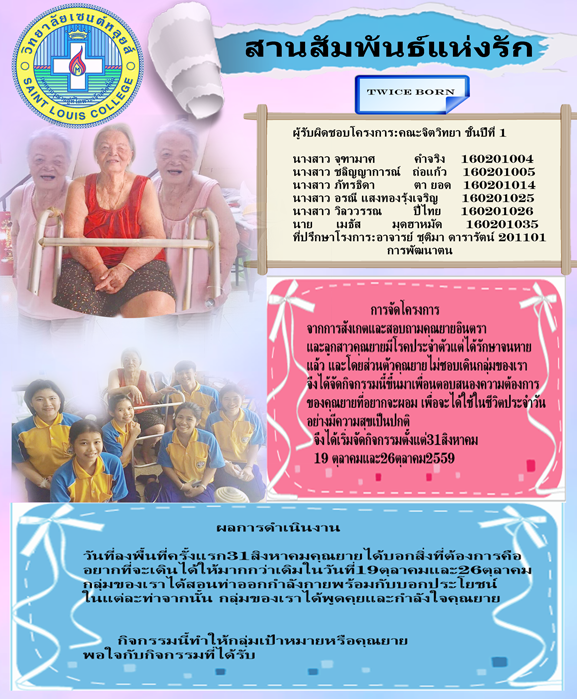 วิทยาลัยเซนต์หลุยส์
SAINT LOUIS COLLEGE
สานสัมพันธ์แห่งรัก
TWICE BORN
ผู้รับผิดชอบโครงการ:คณะจิตวิทยา ชั้นปีที่ 1
นางสาว จุฑามาศ คำจริง 160201004
นางสาว ชลิญญาภรณ์ ถ่อแก้ว 160201005
นางสาว ภัทรธิดา ตา ยอด 160201014
นางสาว อรณี แสงทองรุ้งเจริญ 160201025
นางสาว วิลาวรรณ ปีไทย 160201026
นาย เมธัส มุดฮาหมัด 160201035
ที่ปรึกษาโรงการ:อาจารย์ ชุติมา ดารารัตน์ 201101
การพัฒนาตน
การจัดโครงการ
จากการสังเกตและสอบถามคุณยายอินตรา
และลูกสาวคุณยายมีโรคประจำตัวแต่ได้รักษาจนหาย
แล้ว และโดยส่วนตัวคุณยายไม่ชอบเดินกลุ่มของเรา
จึงได้จัดกิจกรรมนี้ขึ้นมาเพื่อนตอบสนองความต้องการ
ของคุณยายที่อยากจะผอม เพื่อจะได้ใช้ในชีวิตประจำวัน
อย่างมีความสุขเป็นปกติ
จึงได้เริ่มจัดกิจกรรมตั้งแต่31สิงหาคม
19 ตุลาคมและ26ตุลาคม2559
ผลการดำเนินงาน
วันที่ลงพื้นที่ครั้งแรก31สิงหาคมคุณยายได้บอกสิ่งที่ต้องการคือ
อยากที่จะเดินได้ให้มากกว่าเดิมในวันที่19ตุลาคมและ26ตุลาคม
กลุ่มของเราได้สอนท่าออกกำลังกายพร้อมกับบอกประโยชน์
ในแต่ละท่าจากนั้น กลุ่มของเราได้พูดคุยและกำลังใจคุณยาย
กิจกรรมนี้ทำให้กลุ่มเป้าหมายหรือคุณยาย
พอใจกับกิจกรรมที่ได้รับ